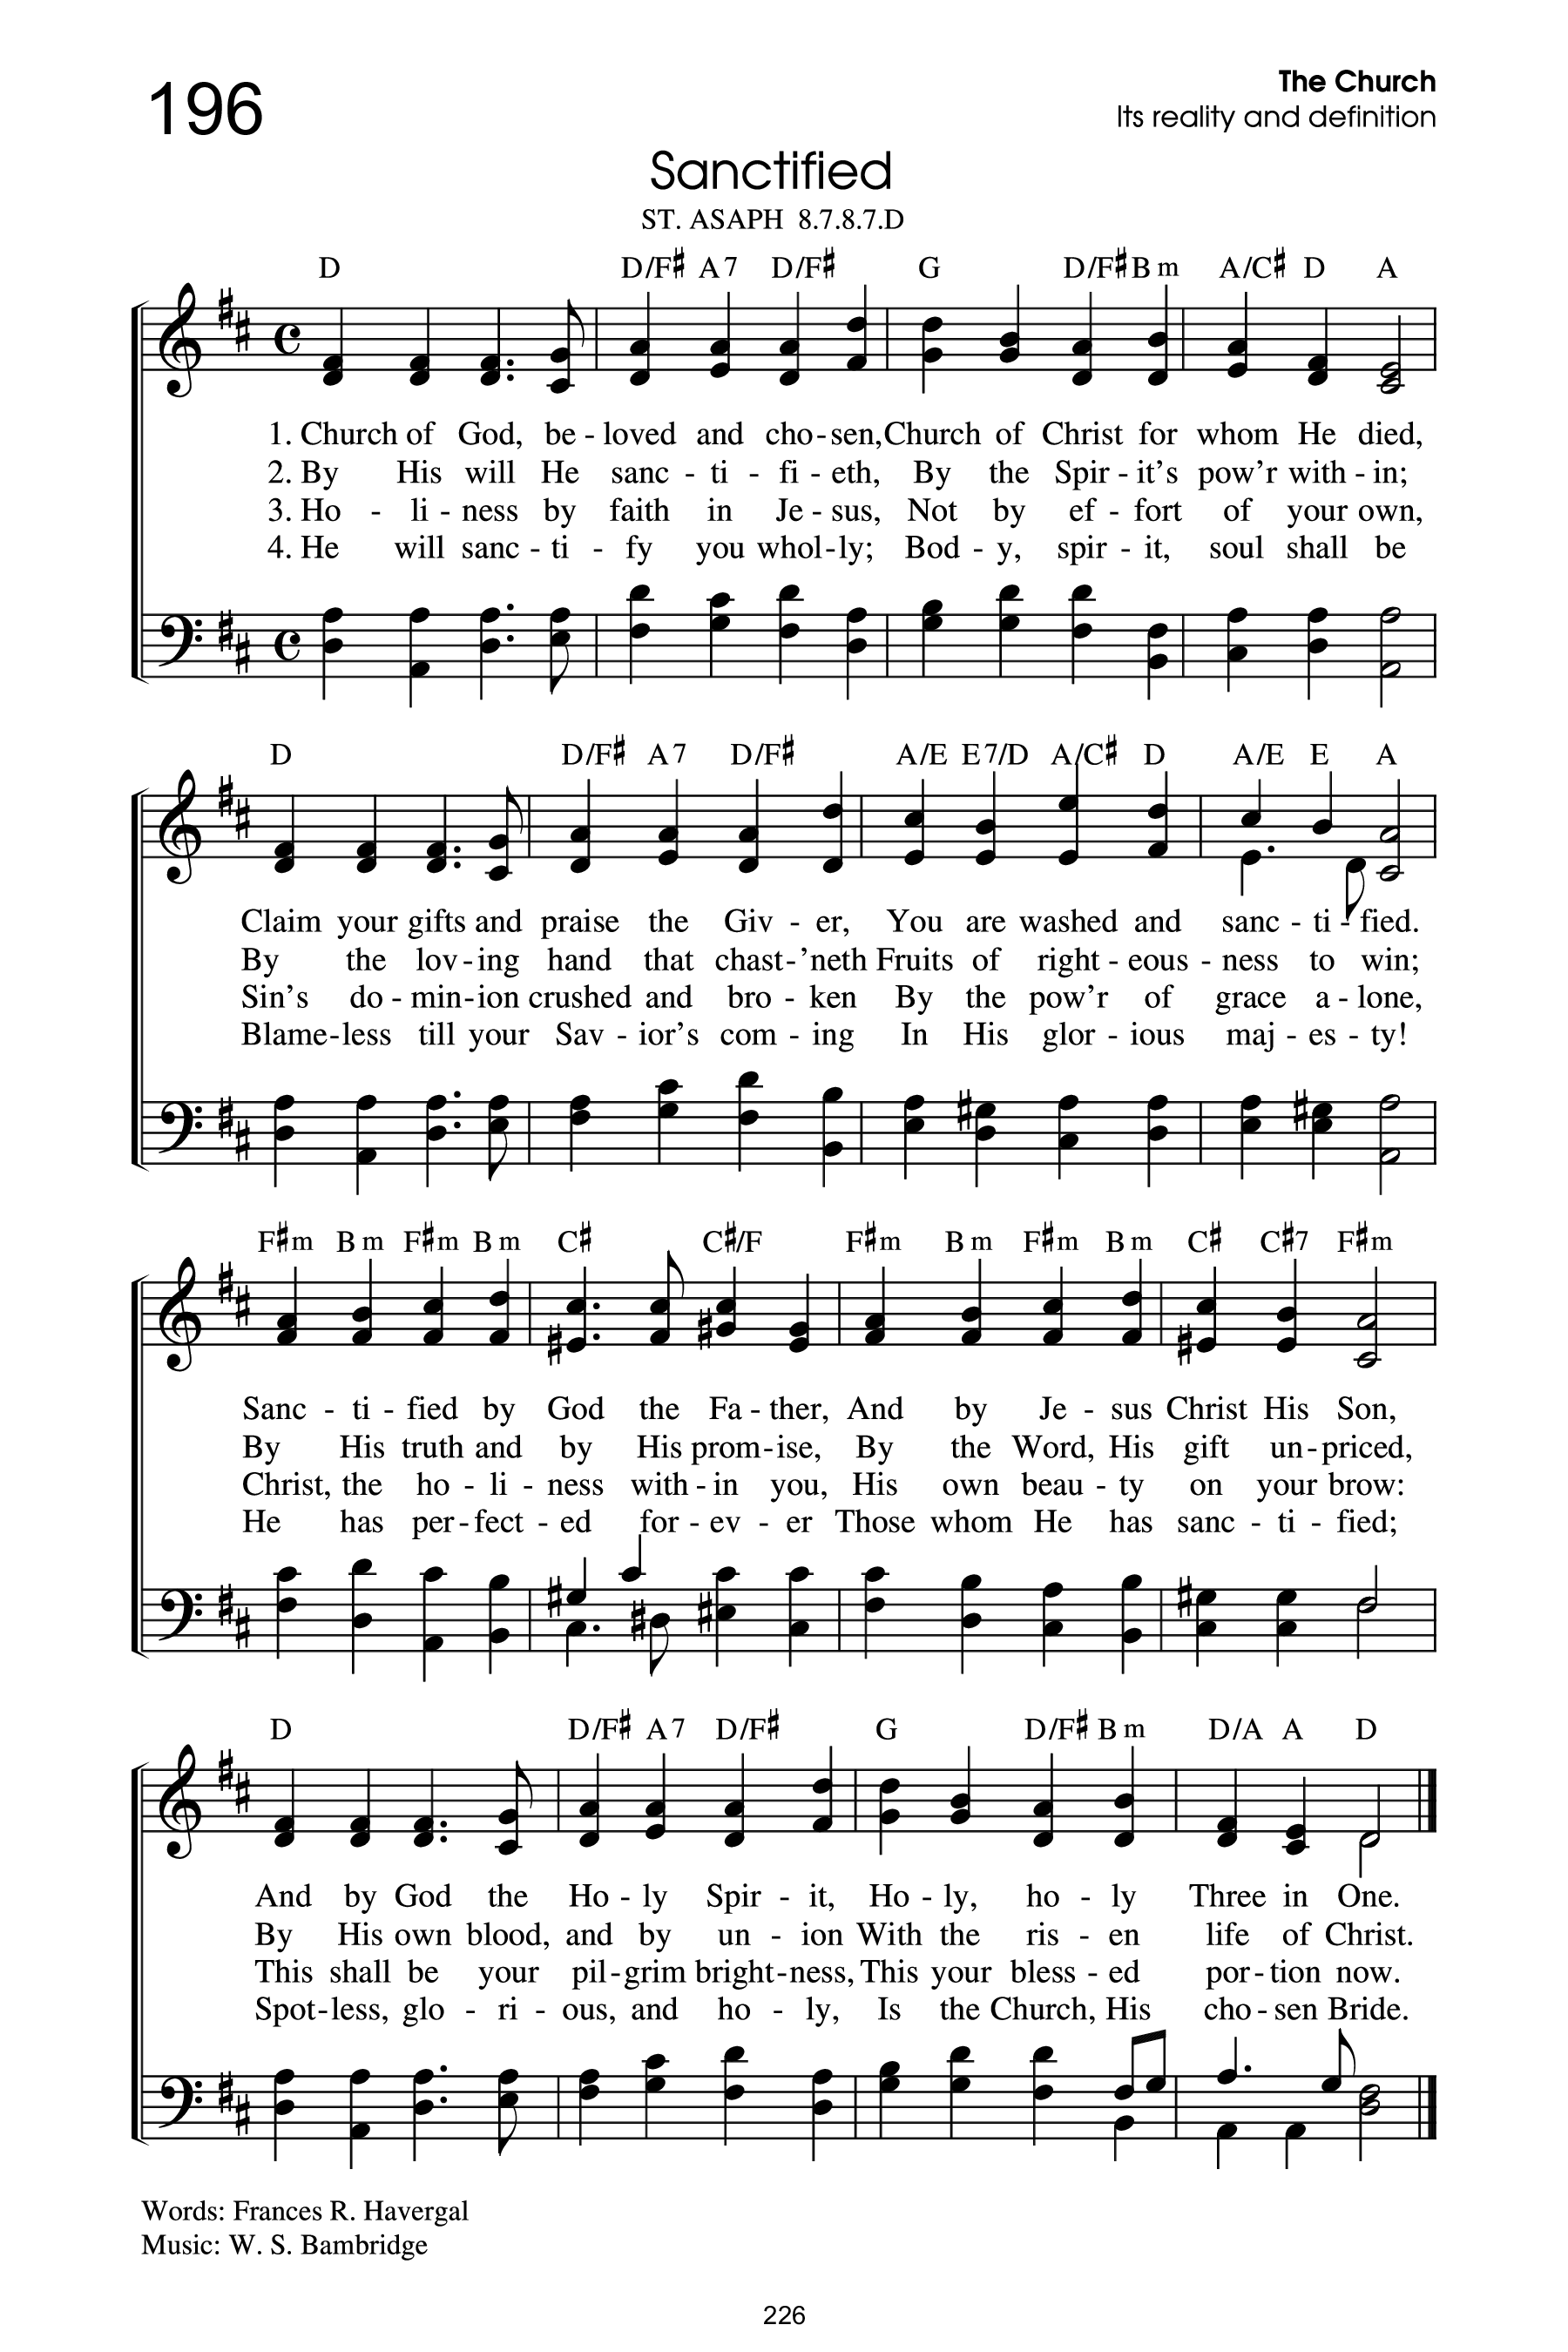 196
The Church
Its reality and definition
Sanctified
ST. ASAPH 8.7.8.7.D
D D/F♯ A7 D/F♯ G D/F♯ Bm A/C♯ D A
1. Church of God, be - loved and cho - sen, Church of Christ for whom He died,
2. By His will He sanc - ti - fi - eth, By the Spir - it’s pow’r with - in;
3. Ho - li - ness by faith in Je - sus, Not by ef - fort of your own,
4. He will sanc - ti - fy you whol - ly; Bod - y, spir - it, soul shall be
D D/F♯ A7 D/F♯ A/E E7/D A/C♯ D A/E E A
Claim your gifts and praise the Giv - er, You are washed and sanc - ti - fied.
By the lov - ing hand that chast - ’neth Fruits of right - eous - ness to win;
Sin’s do - min - ion crushed and bro - ken By the pow’r of grace a - lone,
Blame - less till your Sav - ior’s com - ing In His glor - ious maj - es - ty!
F♯m Bm F♯m Bm C♯ C♯/F F♯m Bm F♯m Bm C♯ C♯7 F♯m
Sanc - ti - fied by God the Fa - ther, And by Je - sus Christ His Son,
By His truth and by His prom - ise, By the Word, His gift un - priced,
Christ, the ho - li - ness with - in you, His own beau - ty on your brow:
He has per - fect - ed for - ev - er Those whom He has sanc - ti - fied;
D D/F♯ A7 D/F♯ G D/F♯ Bm D/A A D
And by God the Ho - ly Spir - it, Ho - ly, ho - ly Three in One.
By His own blood, and by un - ion With the ris - en life of Christ.
This shall be your pil - grim bright - ness, This your bless - ed por - tion now.
Spot - less, glo - ri - ous, and ho - ly, Is the Church, His cho - sen Bride.
Words: Frances R. Havergal
Music: W. S. Bambridge
226